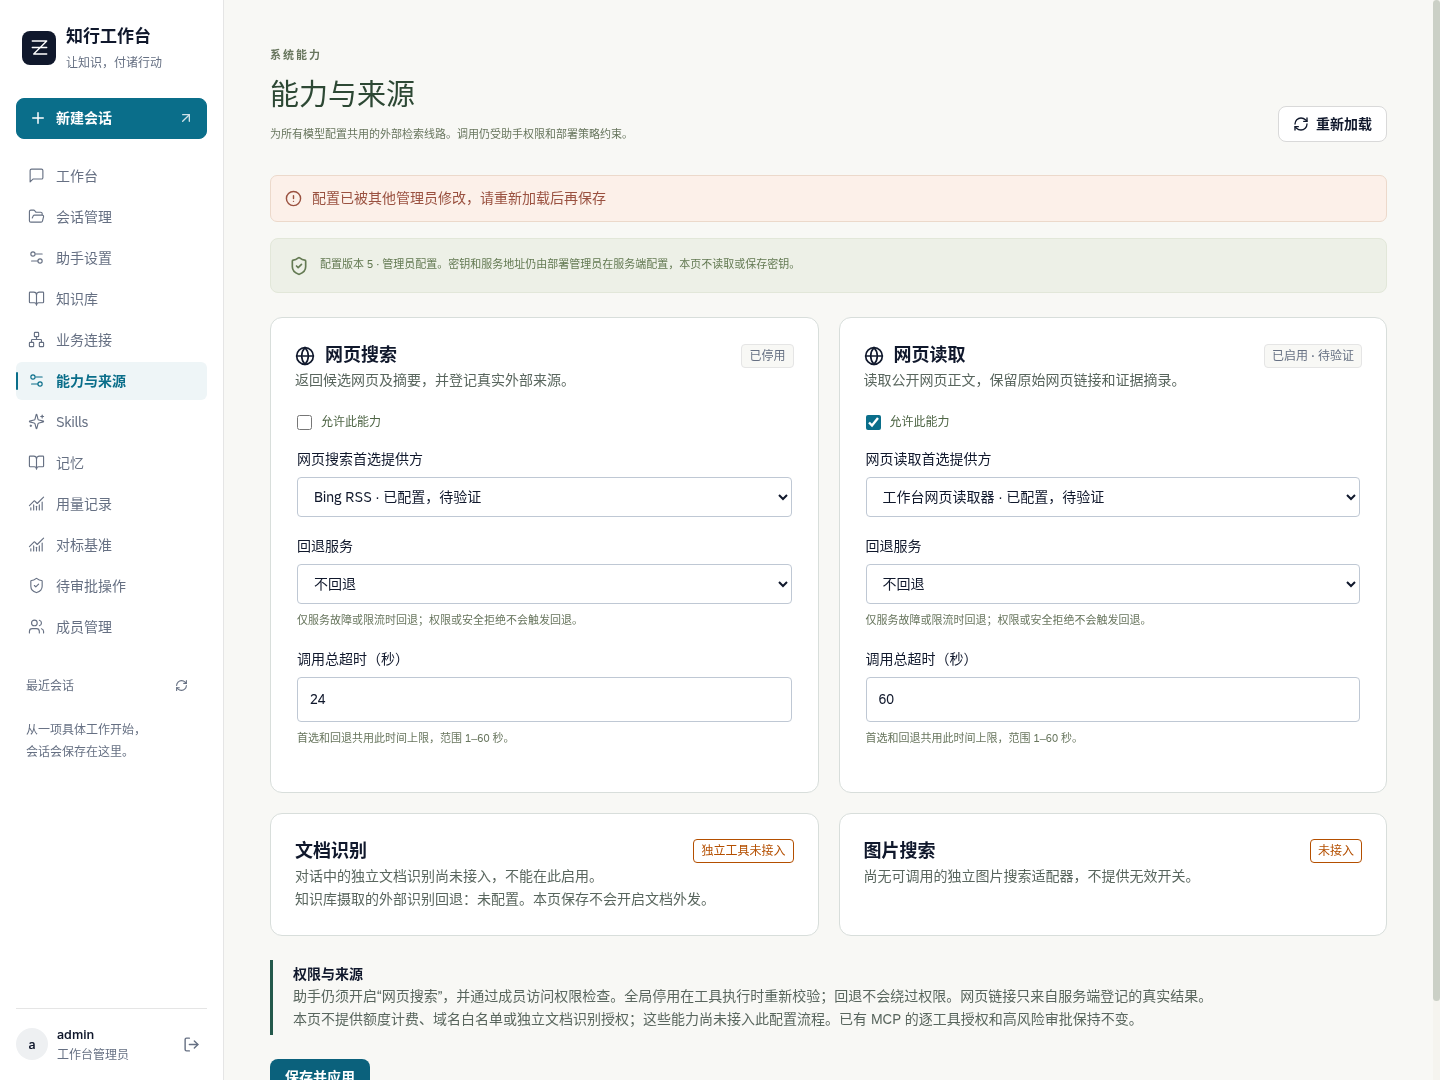 知行工作台
让知识，付诸行动
新建会话
工作台
会话管理
助手设置
知识库
业务连接
能力与来源
Skills
记忆
用量记录
对标基准
待审批操作
成员管理
最近会话
从一项具体工作开始，
会话会保存在这里。
a
admin
工作台管理员
系统能力
能力与来源
为所有模型配置共用的外部检索线路。调用仍受助手权限和部署策略约束。
重新加载
配置已被其他管理员修改，请重新加载后再保存
配置版本 5 · 管理员配置。密钥和服务地址仍由部署管理员在服务端配置，本页不读取或保存密钥。
网页搜索
已停用
返回候选网页及摘要，并登记真实外部来源。
允许此能力
网页搜索首选提供方
Bing RSS · 已配置，待验证
回退服务
不回退
仅服务故障或限流时回退；权限或安全拒绝不会触发回退。
调用总超时（秒）
24
首选和回退共用此时间上限，范围 1–60 秒。
网页读取
已启用 · 待验证
读取公开网页正文，保留原始网页链接和证据摘录。
允许此能力
网页读取首选提供方
工作台网页读取器 · 已配置，待验证
回退服务
不回退
仅服务故障或限流时回退；权限或安全拒绝不会触发回退。
调用总超时（秒）
60
首选和回退共用此时间上限，范围 1–60 秒。
文档识别
独立工具未接入
对话中的独立文档识别尚未接入，不能在此启用。
知识库摄取的外部识别回退：未配置。本页保存不会开启文档外发。
图片搜索
未接入
尚无可调用的独立图片搜索适配器，不提供无效开关。
权限与来源
助手仍须开启“网页搜索”，并通过成员访问权限检查。全局停用在工具执行时重新校验；回退不会绕过权限。网页链接只来自服务端登记的真实结果。
本页不提供额度计费、域名白名单或独立文档识别授权；这些能力尚未接入此配置流程。已有 MCP 的逐工具授权和高风险审批保持不变。
保存并应用